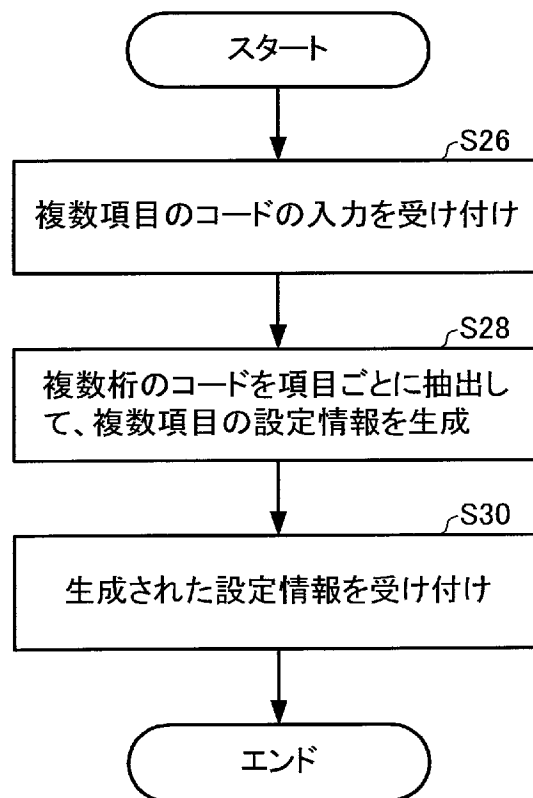 スタート
S26
複数項目のコードの入力を受け付け
S28
複数桁のコードを項目ごとに抽出し
て、複数項目の設定情報を生成
S30
生成された設定情報を受け付け
エンド